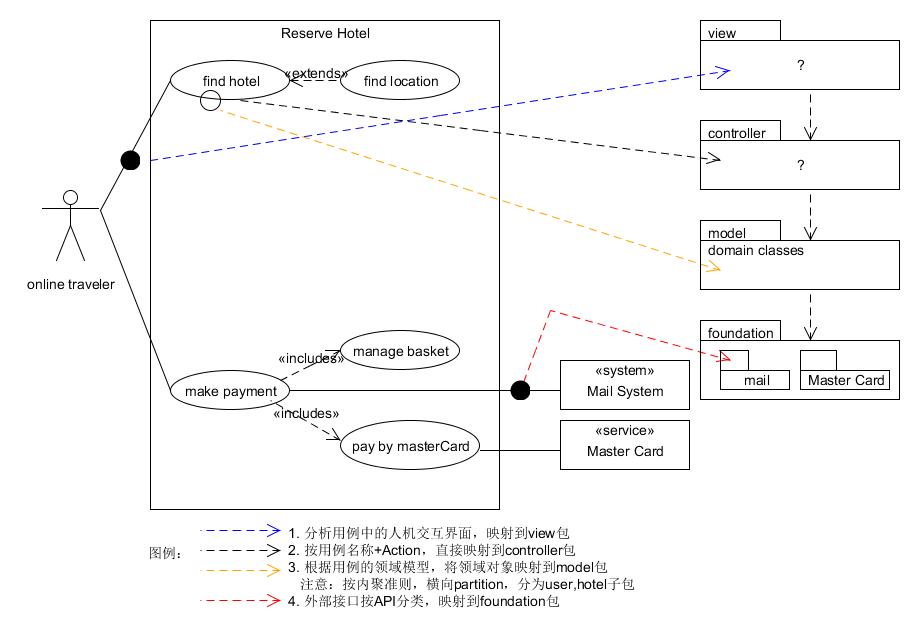 Reserve Hotel
view
find hotel
«extends»
find location
?
controller
?
model
domain classes
online traveler
foundation
mail
Master Card
«includes»
manage basket
make payment
«system»
Mail System
«includes»
pay by masterCard
«service»
Master Card
图例：
1. 分析用例中的人机交互界面，映射到view包
2. 按用例名称+Action，直接映射到controller包
3. 根据用例的领域模型，将领域对象映射到model包
注意：按内聚准则，横向partition，分为user,hotel子包
4. 外部接口按API分类，映射到foundation包